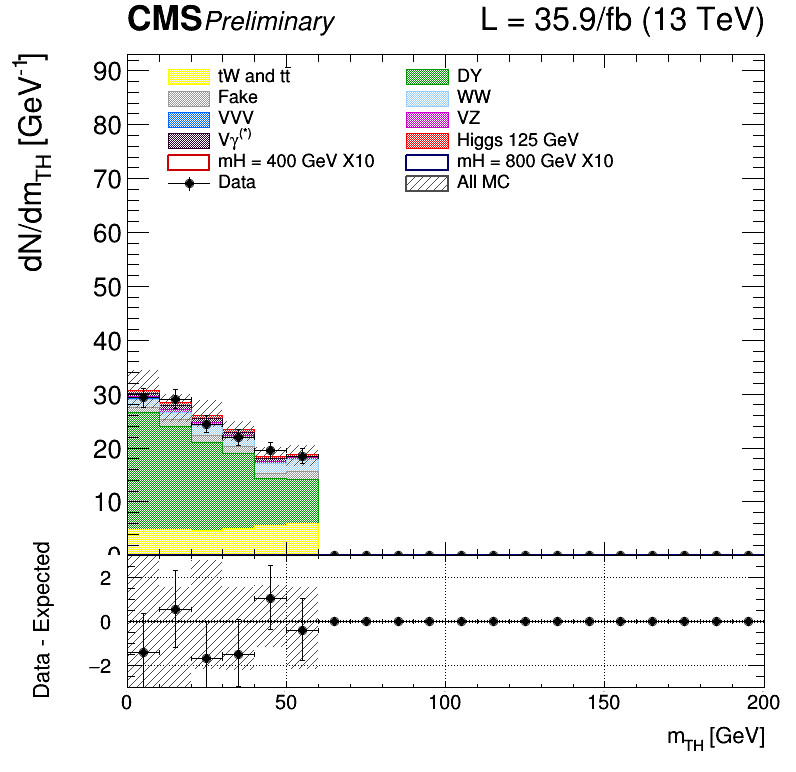 CMS Preliminary L = 35.9/fb (13 TeV)
dN/dm_TH [GeV^-1]
90
80
70
60
50
40
30
20
10
0
tW and tt
DY
Fake
WW
VVV
VZ
Vγ(*)
Higgs 125 GeV
mH = 400 GeV X10
mH = 800 GeV X10
Data
All MC
Data - Expected
2
0
−2
0 50 100 150 200
m_TH [GeV]